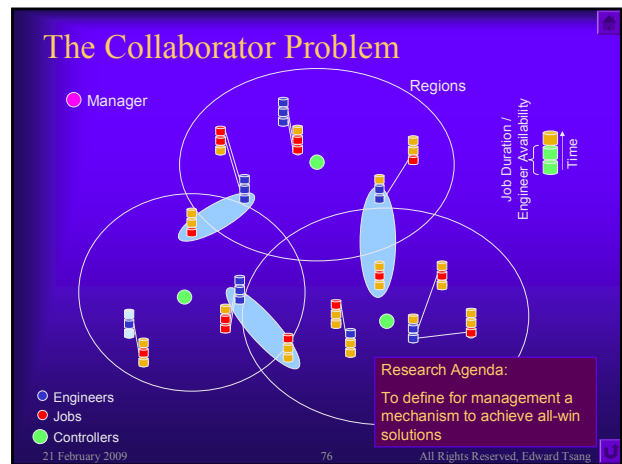 The Collaborator Problem
Manager
Regions
Job Duration /
Engineer Availability
Time
Engineers
Jobs
Controllers
Research Agenda:
To define for management a
mechanism to achieve all-win
solutions
21 February 2009
76
All Rights Reserved, Edward Tsang